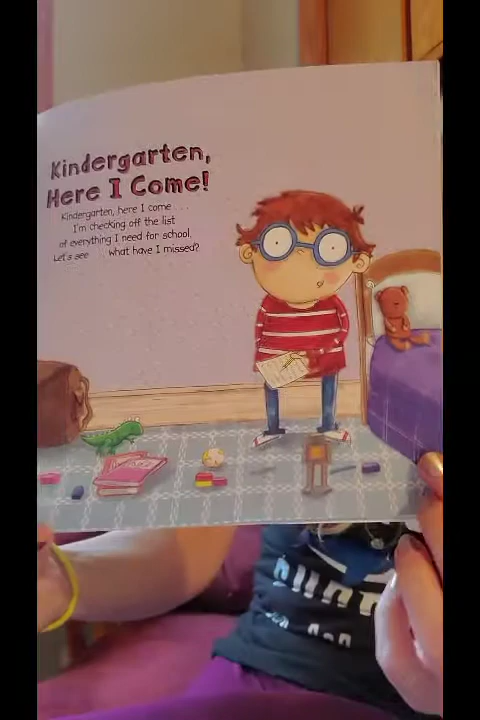 Kindergarten,
Here I Come!
Kindergarten, here I come . . .
I'm checking off the list
of everything I need for school.
Let's see what have I missed?